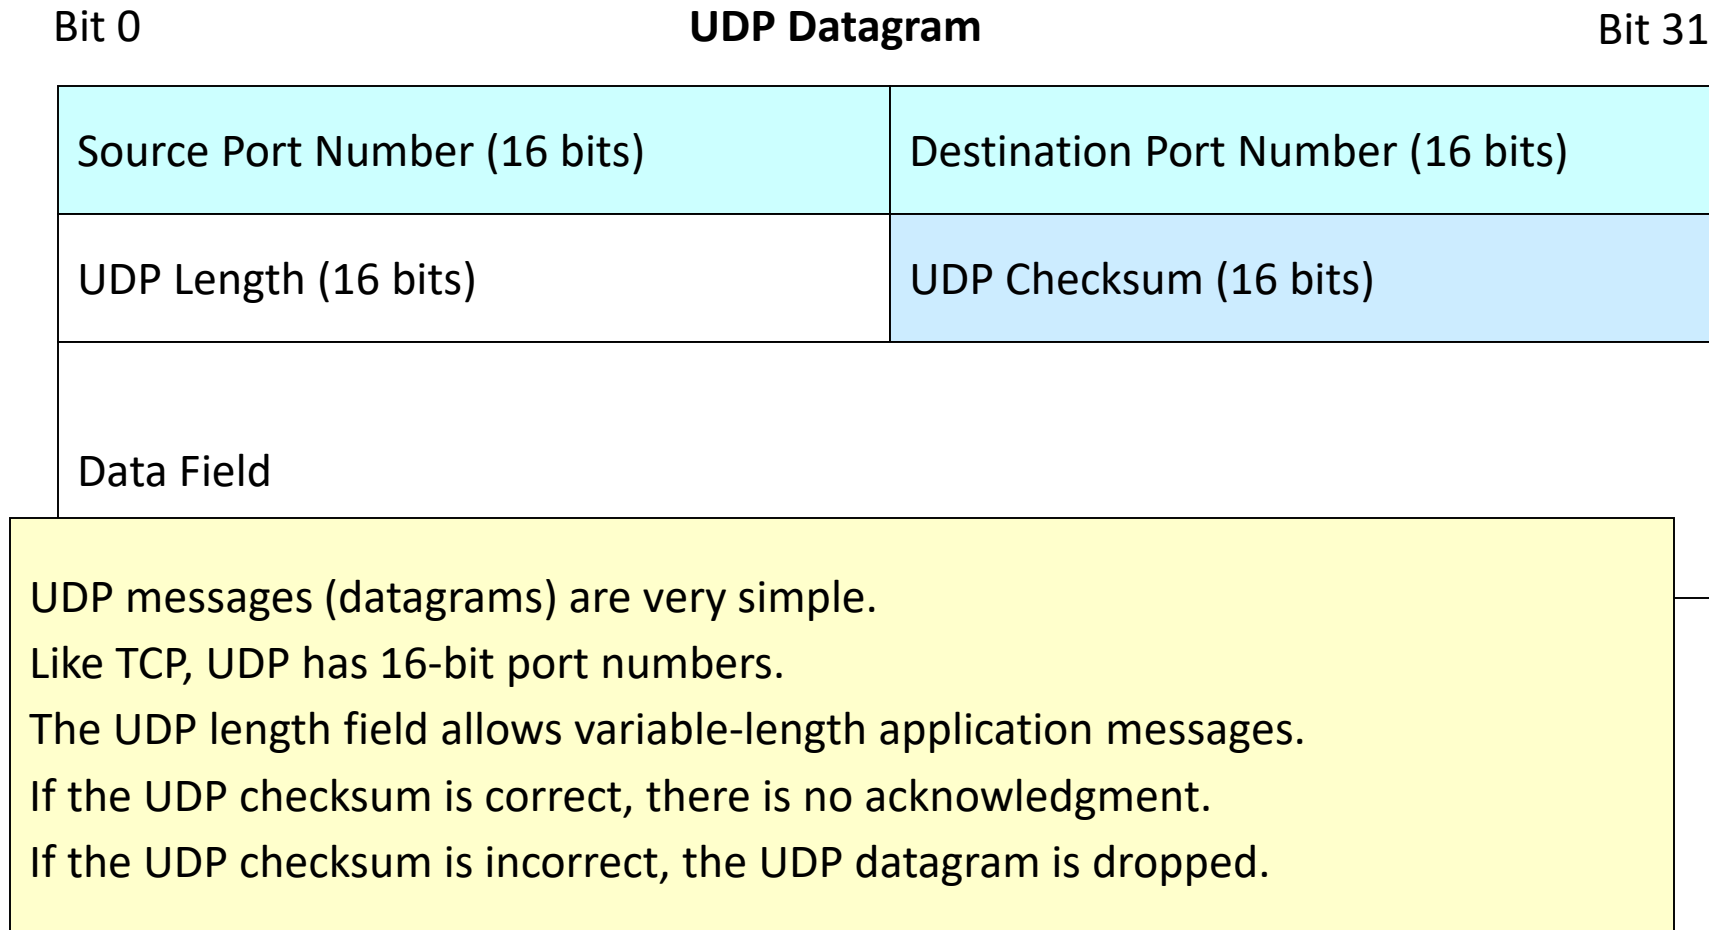 Bit 0 UDP Datagram Bit 31
Source Port Number (16 bits) Destination Port Number (16 bits)
UDP Length (16 bits) UDP Checksum (16 bits)
Data Field
UDP messages (datagrams) are very simple.
Like TCP, UDP has 16-bit port numbers.
The UDP length field allows variable-length application messages.
If the UDP checksum is correct, there is no acknowledgment.
If the UDP checksum is incorrect, the UDP datagram is dropped.